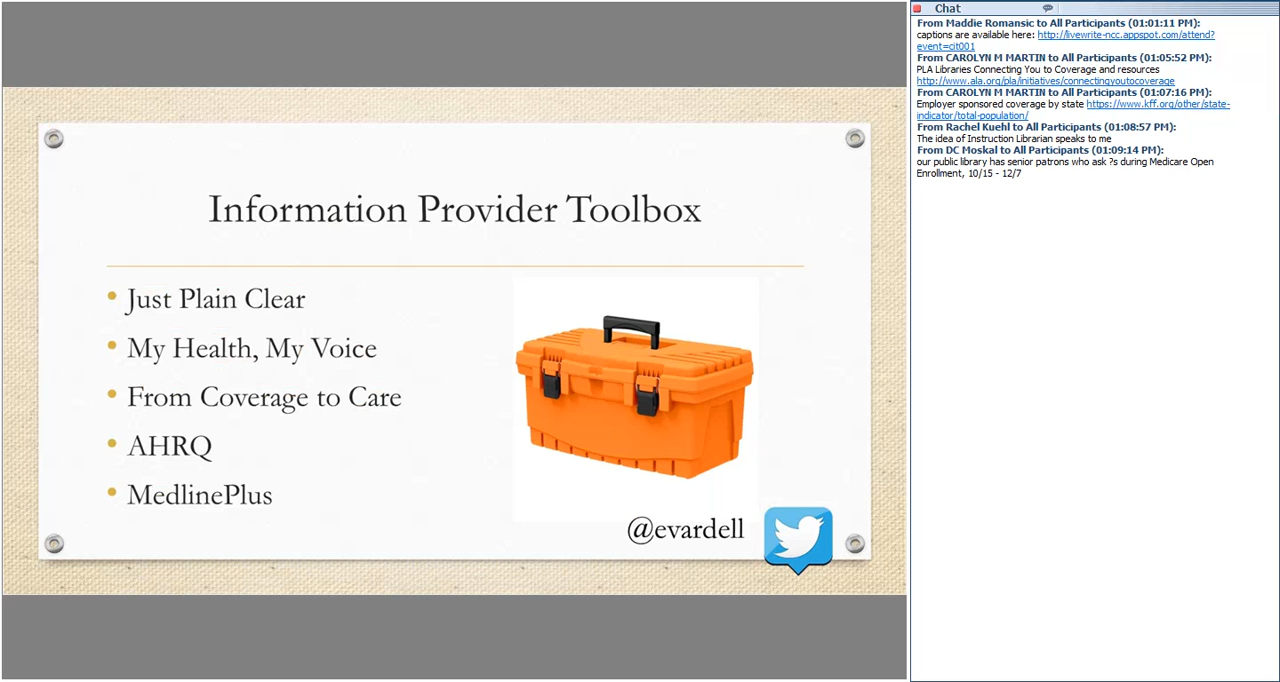 Information Provider Toolbox
• Just Plain Clear
• My Health, My Voice
• From Coverage to Care
• AHRQ
• MedlinePlus
@evardell
Chat
From Maddie Romansic to All Participants (01:01:11 PM):
captions are available here: http://livewrite-ncc.appspot.com/attend?
event=cit001
From CAROLYN M MARTIN to All Participants (01:05:52 PM):
PLA Libraries Connecting You to Coverage and resources
http://www.ala.org/pla/initiatives/connectingyoutocoverage
From CAROLYN M MARTIN to All Participants (01:07:16 PM):
Employer sponsored coverage by state https://www.kff.org/other/state-
indicator/total-population/
From Rachel Kuehl to All Participants (01:08:57 PM):
The idea of Instruction Librarian speaks to me
From DC Moskal to All Participants (01:09:14 PM):
our public library has senior patrons who ask ?s during Medicare Open
Enrollment, 10/15 - 12/7